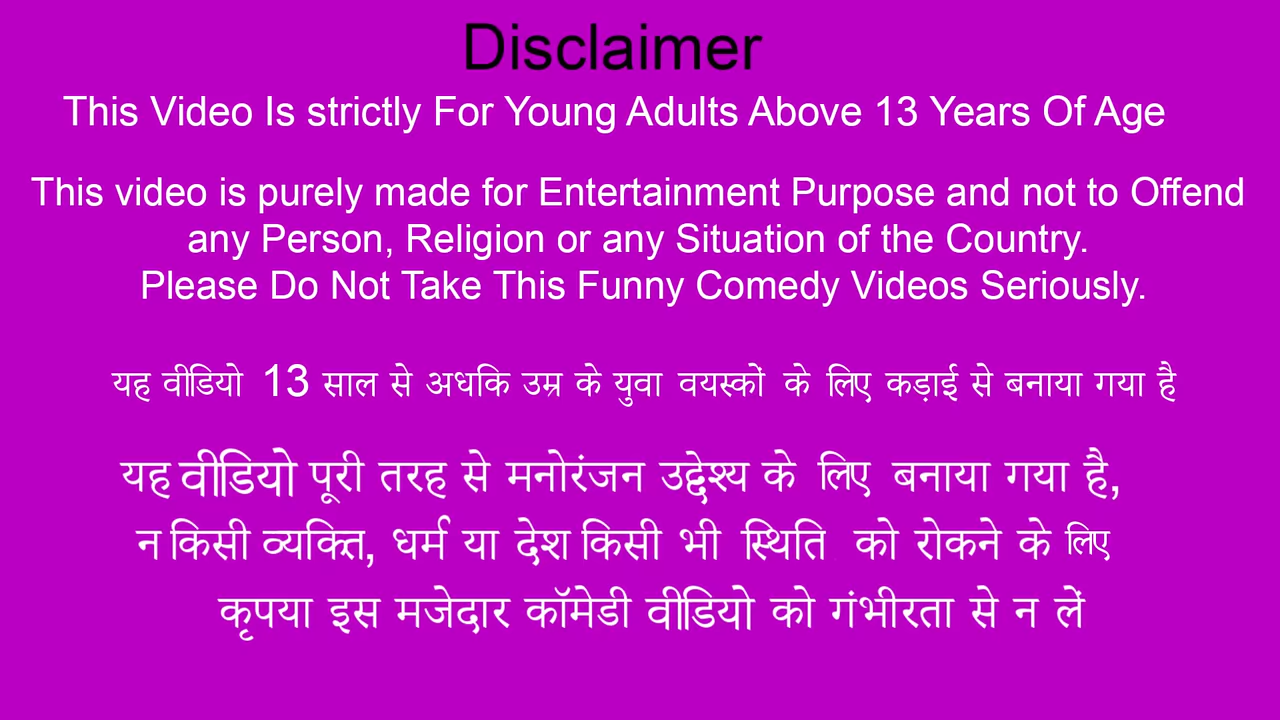 Disclaimer
This Video Is strictly For Young Adults Above 13 Years Of Age
This video is purely made for Entertainment Purpose and not to Offend
any Person, Religion or any Situation of the Country.
Please Do Not Take This Funny Comedy Videos Seriously.
यह वीडियो 13 साल से अधकि उम्र के युवा वयस्कों के लिए कड़ाई से बनाया गया है
यह वीडियो पूरी तरह से मनोरंजन उद्देश्य के लिए बनाया गया है,
न किसी व्यक्ति, धर्म या देश किसी भी स्थिति को रोकने के लिए
कृपया इस मजेदार कॉमेडी वीडियो को गंभीरता से न लें